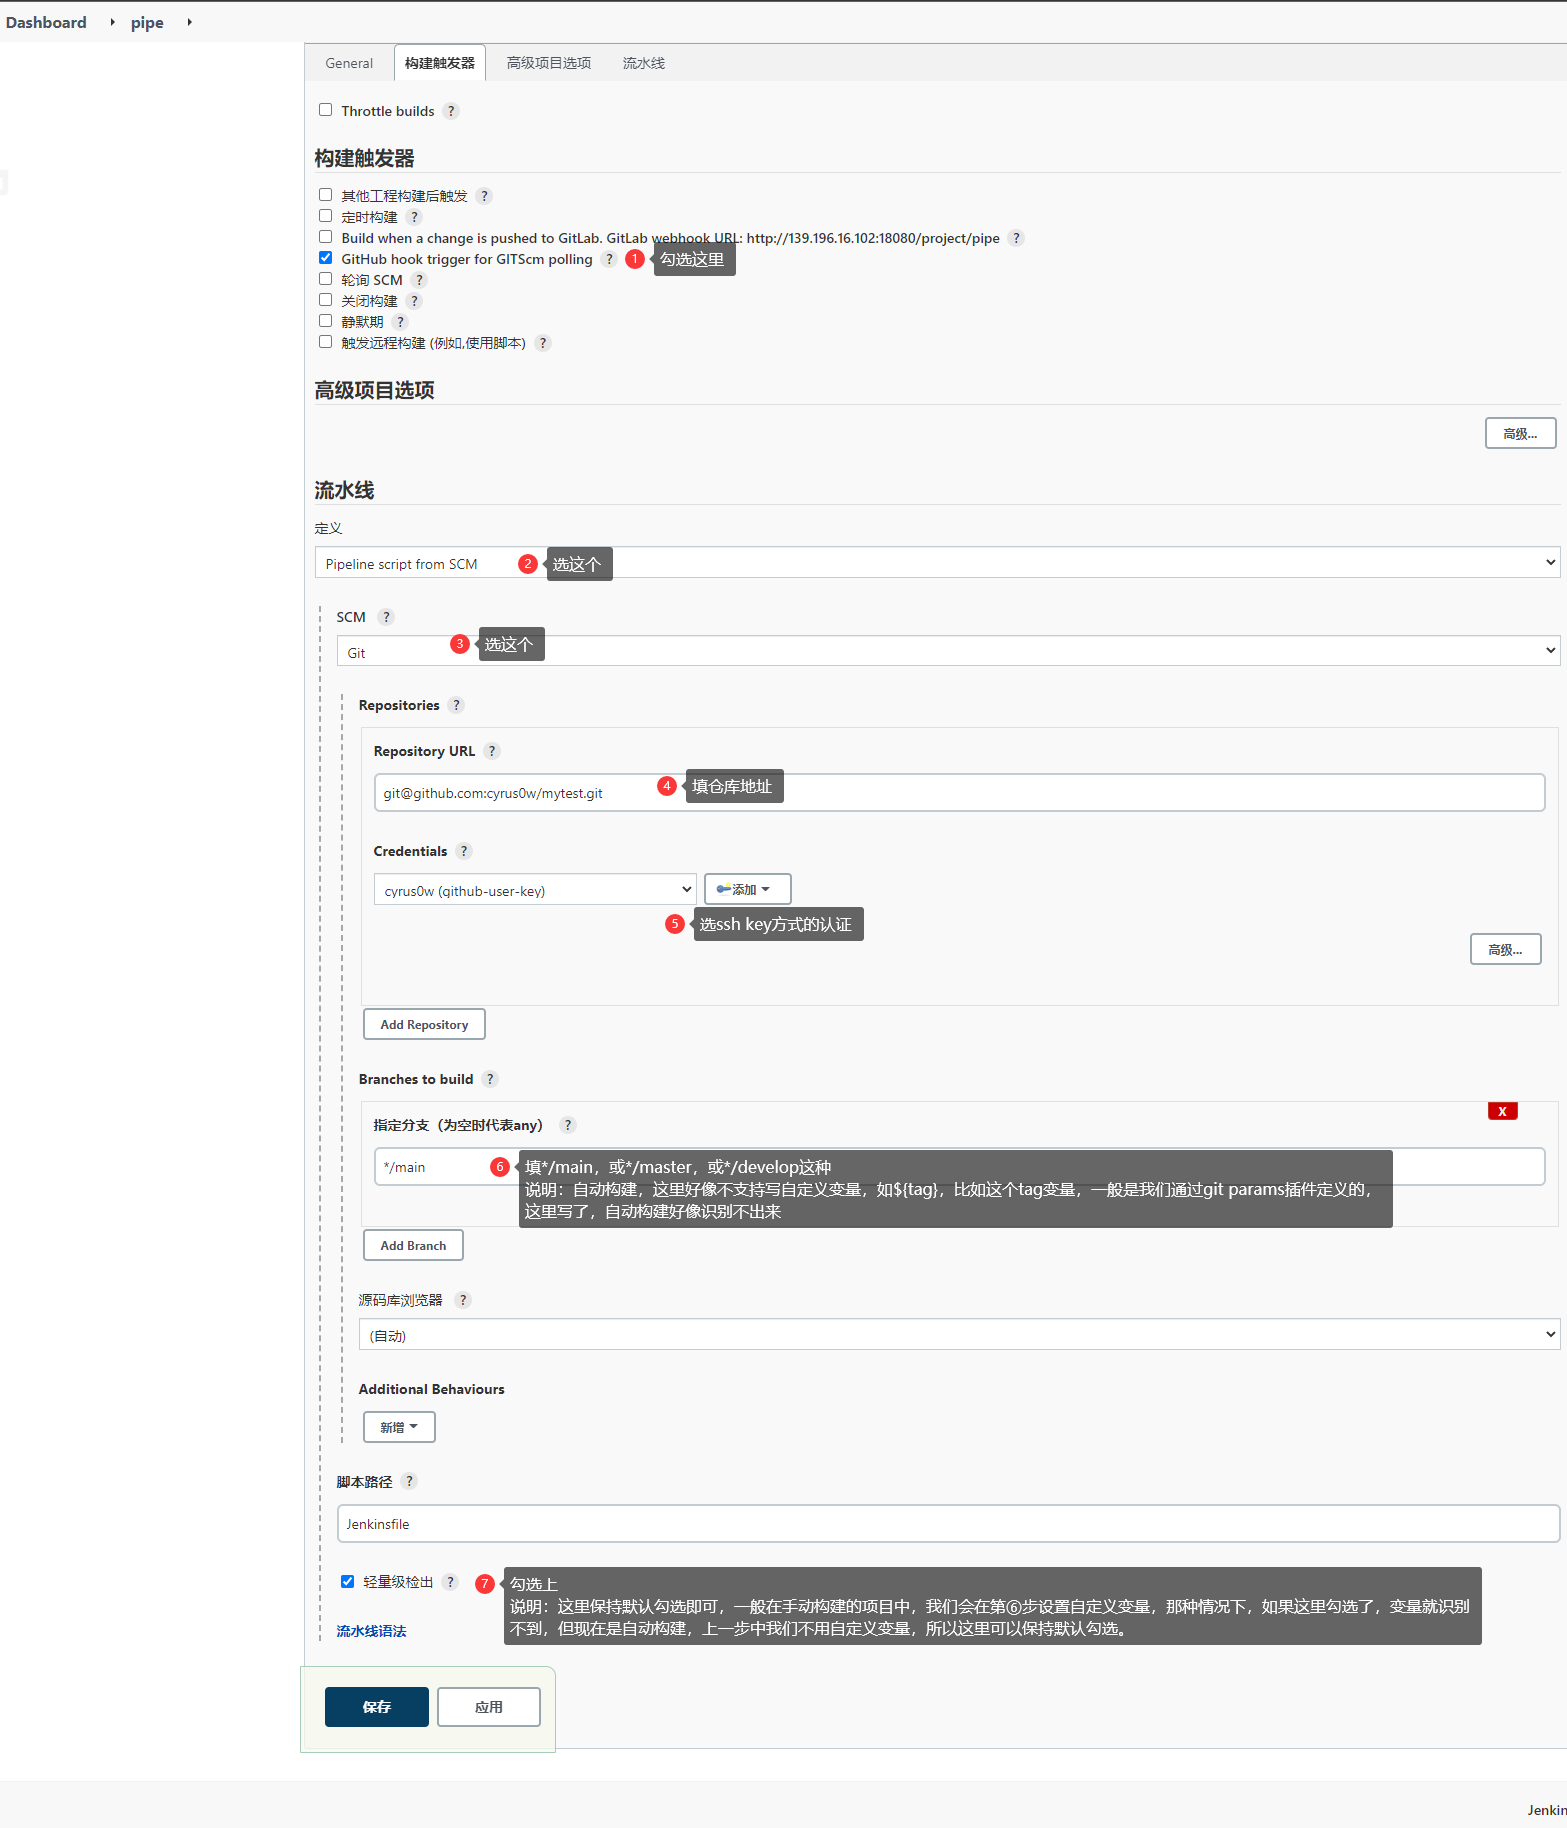 Dashboard
pipe
General
构建触发器
高级项目选项
流水线
Throttle builds ?
构建触发器
其他工程构建后触发 ?
定时构建 ?
Build when a change is pushed to GitLab. GitLab webhook URL: http://139.196.16.102:18080/project/pipe ?
GitHub hook trigger for GITScm polling ? 1 勾选这里
轮询 SCM ?
关闭构建 ?
静默期 ?
触发远程构建 (例如,使用脚本) ?
高级项目选项
高级...
流水线
定义
Pipeline script from SCM 2 选这个
SCM ?
Git 3 选这个
Repositories ?
Repository URL ?
git@github.com:cyrus0w/mytest.git 4 填仓库地址
Credentials ?
cyrus0w (github-user-key) 添加
5 选ssh key方式的认证
高级...
Add Repository
Branches to build ?
X
指定分支（为空时代表any） ?
*/main 6 填*/main，或*/master，或*/develop这种
说明：自动构建，这里好像不支持写自定义变量，如${tag}，比如这个tag变量，一般是我们通过git params插件定义的，
这里写了，自动构建好像识别不出来
Add Branch
源码库浏览器 ?
(自动)
Additional Behaviours
新增
脚本路径 ?
Jenkinsfile
轻量级检出 ? 7 勾选上
说明：这里保持默认勾选即可，一般在手动构建的项目中，我们会在第⑥步设置自定义变量，那种情况下，如果这里勾选了，变量就识别
不到，但现在是自动构建，上一步中我们不用自定义变量，所以这里可以保持默认勾选。
流水线语法
保存
应用
Jenkin